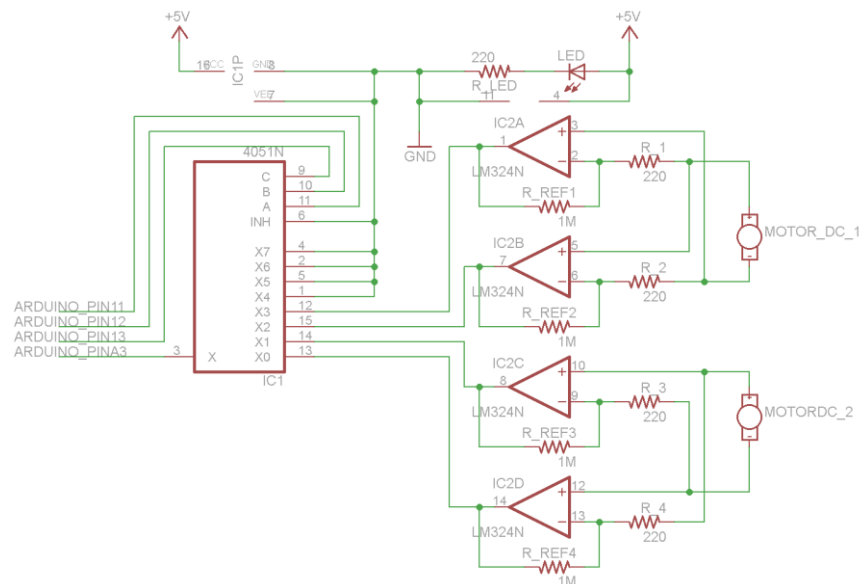 +5V
+5V
16
VCC
IC1P
GND
8
VEE
7
220
R_LED
LED
11
4
GND
4051N
C
9
B
10
A
11
INH
6
X7
4
X6
2
X5
5
X4
1
X3
12
X2
15
X1
14
X
3
X0
13
IC1
ARDUINO_PIN11
ARDUINO_PIN12
ARDUINO_PIN13
ARDUINO_PINA3
IC2A
1
+
3
-
2
LM324N
R_1
220
R_REF1
1M
MOTOR_DC_1
+
-
IC2B
7
+
5
-
6
LM324N
R_2
220
R_REF2
1M
IC2C
8
+
10
-
9
LM324N
R_3
220
R_REF3
1M
MOTORDC_2
+
-
IC2D
14
+
12
-
13
LM324N
R_4
220
R_REF4
1M